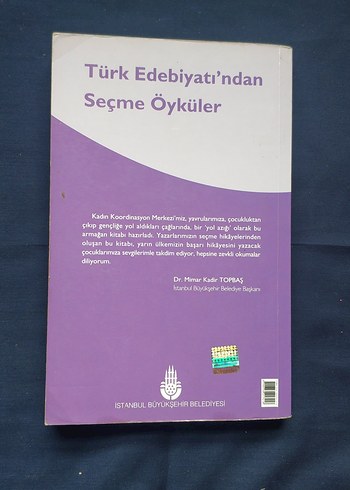 Türk Edebiyatı'ndan
Seçme Öyküler
Kadın Koordinasyon Merkezi'miz, yavrularımıza, çocukluktan
çıkıp gençliğe yol aldıkları çağlarında, bir 'yol azığı' olarak bu
armağan kitabı hazırladı. Yazarlarımızın seçme hikâyelerinden
oluşan bu kitabı, yarın ülkemizin başarı hikâyesini yazacak
çocuklarımıza sevgilerimle takdim ediyor, hepsine zevkli okumalar
diliyorum.
Dr. Mimar Kadir TOPBAŞ
İstanbul Büyükşehir Belediye Başkanı
İSTANBUL BÜYÜKŞEHİR BELEDİYESİ